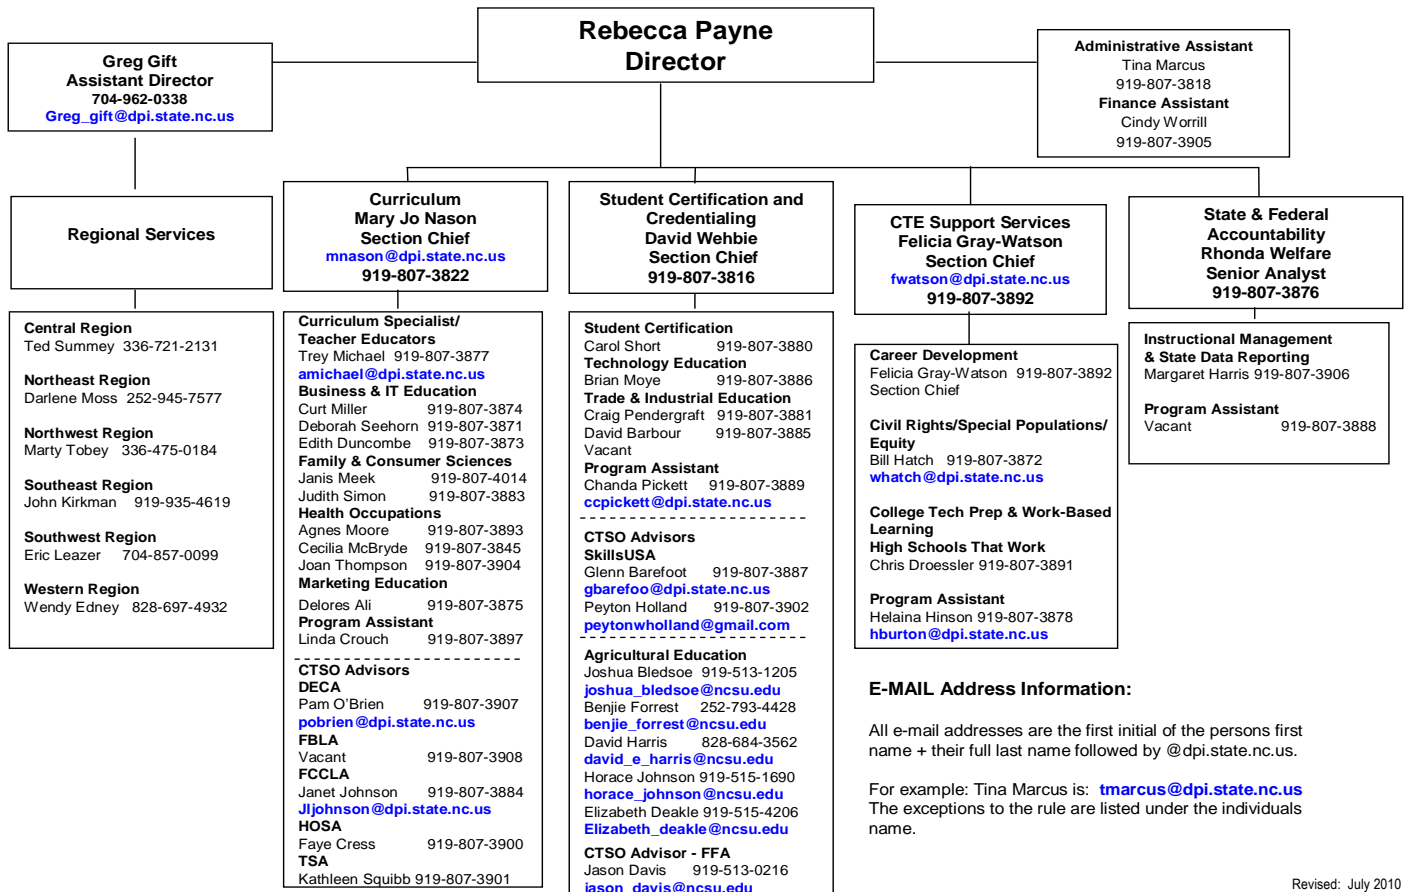 Rebecca Payne
Director
Greg Gift
Assistant Director
704-962-0338
Greg_gift@dpi.state.nc.us
Administrative Assistant
Tina Marcus
919-807-3818
Finance Assistant
Cindy Worrill
919-807-3905
Regional Services
Curriculum
Mary Jo Nason
Section Chief
mnason@dpi.state.nc.us
919-807-3822
Student Certification and
Credentialing
David Wehbie
Section Chief
919-807-3816
CTE Support Services
Felicia Gray-Watson
Section Chief
fwatson@dpi.state.nc.us
919-807-3892
State & Federal
Accountability
Rhonda Welfare
Senior Analyst
919-807-3876
Central Region
Ted Summey 336-721-2131
Northeast Region
Darlene Moss 252-945-7577
Northwest Region
Marty Tobey 336-475-0184
Southeast Region
John Kirkman 919-935-4619
Southwest Region
Eric Leazer 704-857-0099
Western Region
Wendy Edney 828-697-4932
Curriculum Specialist/
Teacher Educators
Trey Michael 919-807-3877
amichael@dpi.state.nc.us
Business & IT Education
Curt Miller 919-807-3874
Deborah Seehorn 919-807-3871
Edith Duncombe 919-807-3873
Family & Consumer Sciences
Janis Meek 919-807-4014
Judith Simon 919-807-3883
Health Occupations
Agnes Moore 919-807-3893
Cecilia McBryde 919-807-3845
Joan Thompson 919-807-3904
Marketing Education
Delores Ali 919-807-3875
Program Assistant
Linda Crouch 919-807-3897
CTSO Advisors
DECA
Pam O'Brien 919-807-3907
pobrien@dpi.state.nc.us
FBLA
Vacant 919-807-3908
FCCLA
Janet Johnson 919-807-3884
Jljohnson@dpi.state.nc.us
HOSA
Faye Cress 919-807-3900
TSA
Kathleen Squibb 919-807-3901
Student Certification
Carol Short 919-807-3880
Technology Education
Brian Moye 919-807-3886
Trade & Industrial Education
Craig Pendergraft 919-807-3881
David Barbour 919-807-3885
Vacant
Program Assistant
Chanda Pickett 919-807-3889
ccpickett@dpi.state.nc.us
CTSO Advisors
SkillsUSA
Glenn Barefoot 919-807-3887
gbarefoo@dpi.state.nc.us
Peyton Holland 919-807-3902
peytonwholland@gmail.com
Agricultural Education
Joshua Bledsoe 919-513-1205
joshua_bledsoe@ncsu.edu
Benjie Forrest 252-793-4428
benjie_forrest@ncsu.edu
David Harris 828-684-3562
david_e_harris@ncsu.edu
Horace Johnson 919-515-1690
horace_johnson@ncsu.edu
Elizabeth Deakle 919-515-4206
Elizabeth_deakle@ncsu.edu
CTSO Advisor - FFA
Jason Davis 919-513-0216
jason_davis@ncsu.edu
Career Development
Felicia Gray-Watson 919-807-3892
Section Chief
Civil Rights/Special Populations/
Equity
Bill Hatch 919-807-3872
whatch@dpi.state.nc.us
College Tech Prep & Work-Based
Learning
High Schools That Work
Chris Droessler 919-807-3891
Program Assistant
Helaina Hinson 919-807-3878
hburton@dpi.state.nc.us
Instructional Management
& State Data Reporting
Margaret Harris 919-807-3906
Program Assistant
Vacant 919-807-3888
E-MAIL Address Information:
All e-mail addresses are the first initial of the persons first
name + their full last name followed by @dpi.state.nc.us.
For example: Tina Marcus is: tmarcus@dpi.state.nc.us
The exceptions to the rule are listed under the individuals
name.
Revised: July 2010